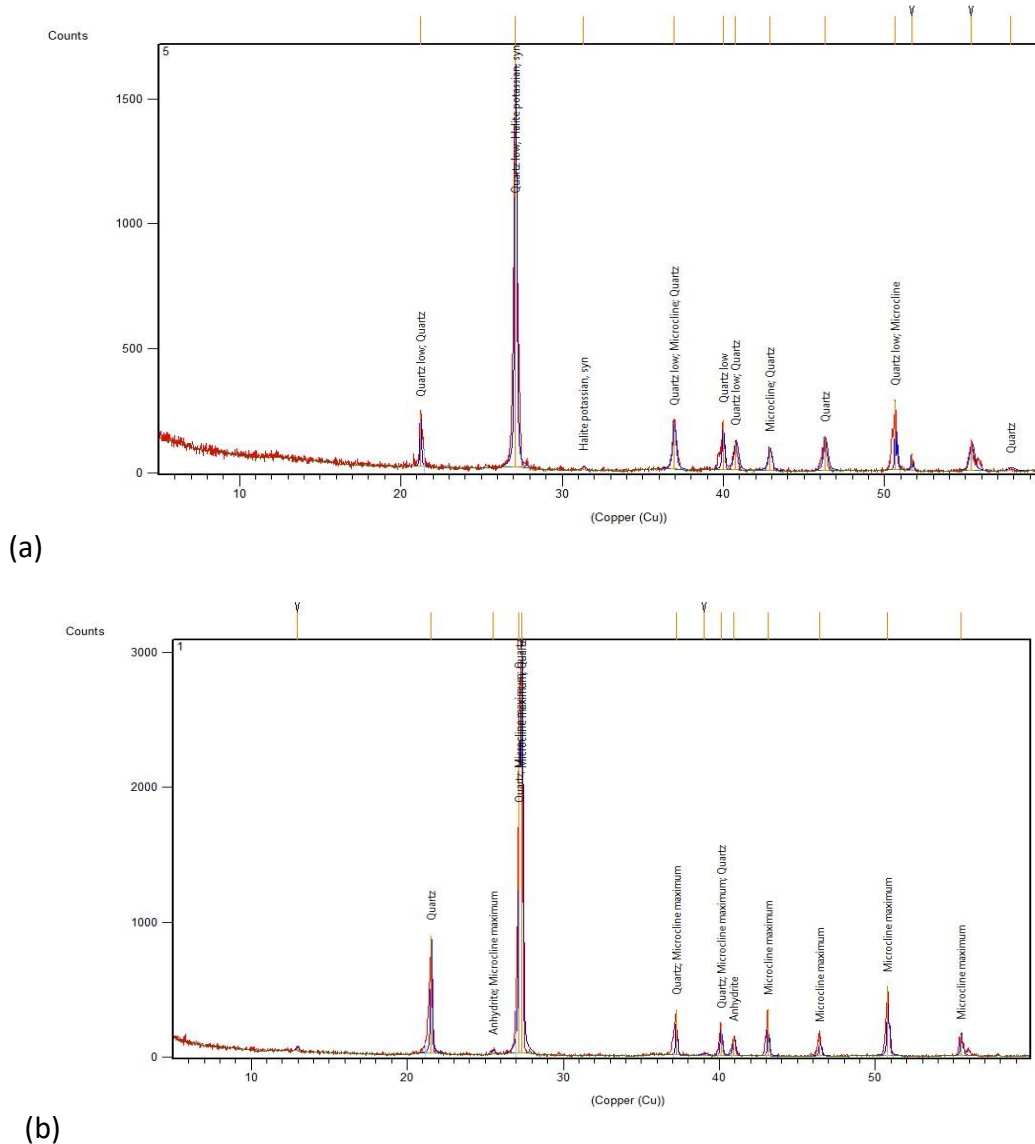 Counts
5
1500
1000
500
0
Quartz low; Quartz
Quartz low; Halite potassian, syn
Halite potassian, syn
Quartz low; Microcline; Quartz
Quartz low
Quartz low; Quartz
Microcline; Quartz
Quartz
Quartz low; Microcline
Quartz
10 20 30 40 50
(Copper (Cu))
(a)
Counts
1
3000
2000
1000
0
Quartz
Anhydrite; Microcline maximum
Quartz; Microcline maximum; Quartz
Quartz; Microcline maximum
Quartz; Microcline maximum; Quartz
Anhydrite
Microcline maximum
Microcline maximum
Microcline maximum
Microcline maximum
10 20 30 40 50
(Copper (Cu))
(b)